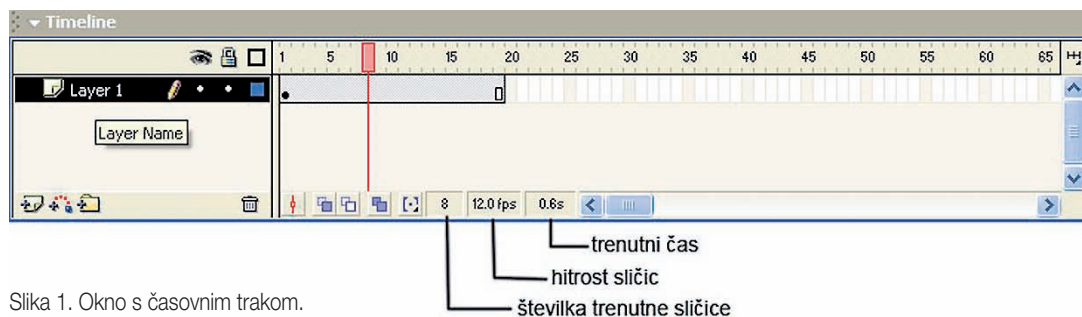 Timeline
1 5 10 15 20 25 30 35 40 45 50 55 60 65
Layer 1
Layer Name
8 12.0 fps 0.6s
trenutni čas
hitrost sličic
številka trenutne sličice
Slika 1. Okno s časovnim trakom.